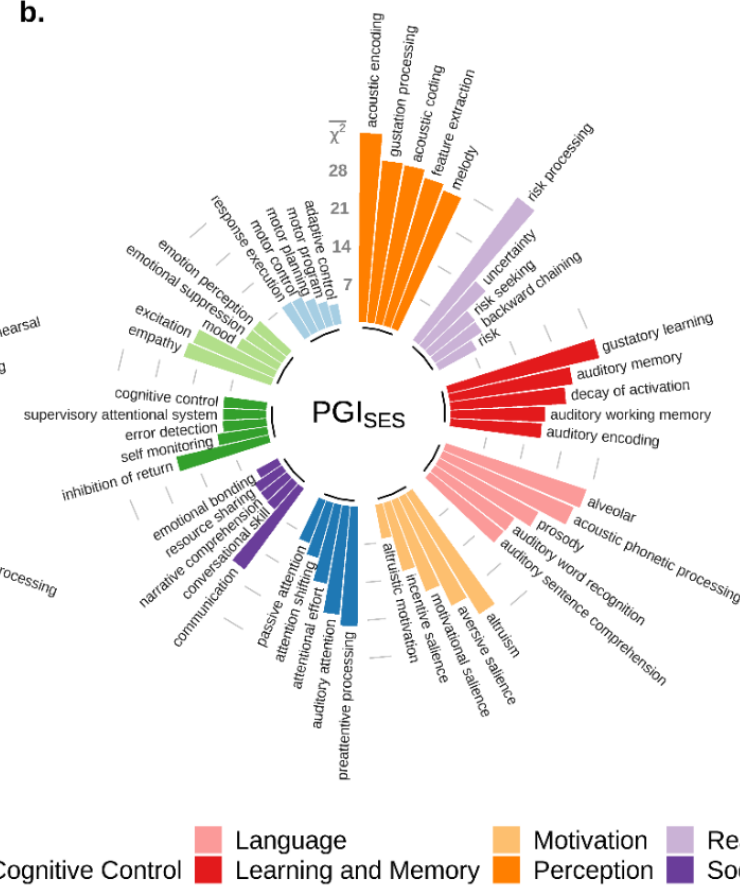 b.
acoustic encoding
gustation processing
acoustic coding
feature extraction
melody
χ²
28
21
14
7
risk processing
uncertainty
risk seeking
backward chaining
risk
gustatory learning
auditory memory
decay of activation
auditory working memory
auditory encoding
alveolar
acoustic phonetic processing
prosody
auditory word recognition
auditory sentence comprehension
altruism
aversive salience
motivational salience
incentive salience
altruistic motivation
preattentive processing
auditory attention
attentional effort
attention shifting
passive attention
communication
conversational skill
narrative comprehension
resource sharing
emotional bonding
inhibition of return
self monitoring
error detection
supervisory attentional system
cognitive control
empathy
excitation
mood
emotional suppression
emotion perception
response execution
motor control
motor planning
motor program
adaptive control
PGISES
earsal
g
rocessing
Language
Motivation
Rea
Cognitive Control
Learning and Memory
Perception
Soc